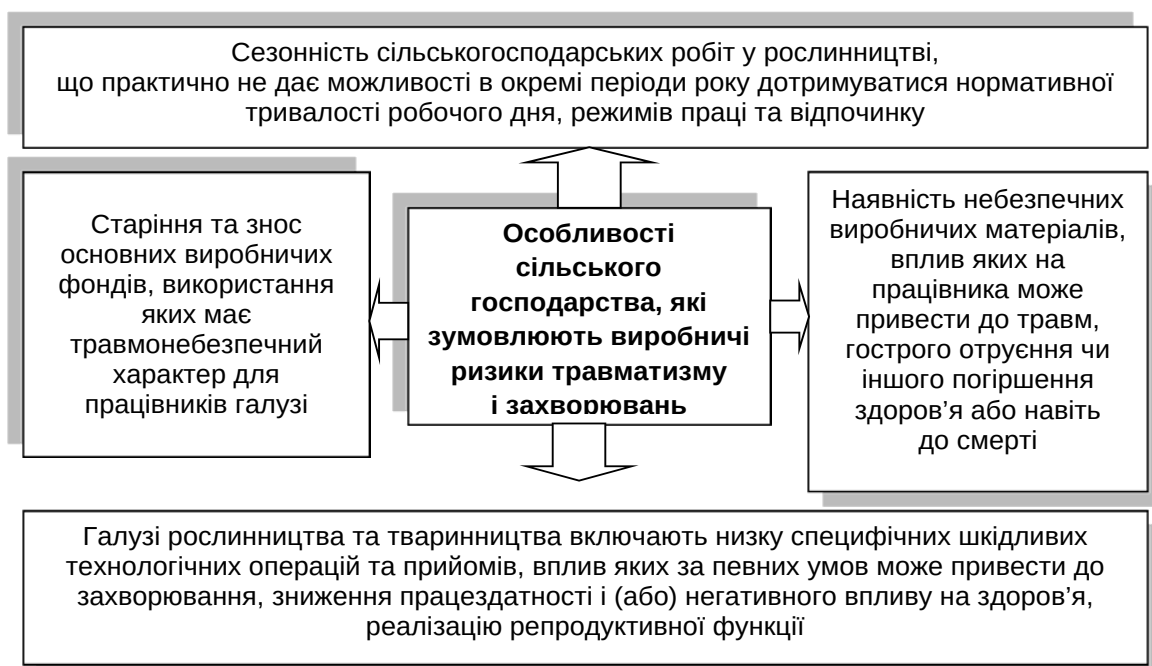 Сезонність сільськогосподарських робіт у рослинництві,
що практично не дає можливості в окремі періоди року дотримуватися нормативної
тривалості робочого дня, режимів праці та відпочинку
Старіння та знос
основних виробничих
фондів, використання
яких має
травмонебезпечний
характер для
працівників галузі
Особливості
сільського
господарства, які
зумовлюють виробничі
ризики травматизму
і захворювань
Наявність небезпечних
виробничих матеріалів,
вплив яких на
працівника може
привести до травм,
гострого отруєння чи
іншого погіршення
здоров’я або навіть
до смерті
Галузі рослинництва та тваринництва включають низку специфічних шкідливих
технологічних операцій та прийомів, вплив яких за певних умов може привести до
захворювання, зниження працездатності і (або) негативного впливу на здоров’я,
реалізацію репродуктивної функції